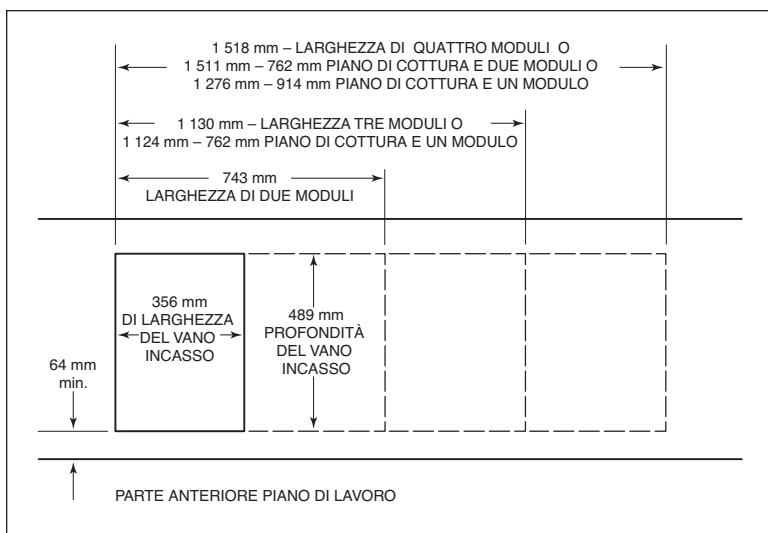 1 518 mm – LARGHEZZA DI QUATTRO MODULI O
1 511 mm – 762 mm PIANO DI COTTURA E DUE MODULI O
1 276 mm – 914 mm PIANO DI COTTURA E UN MODULO
1 130 mm – LARGHEZZA TRE MODULI O
1 124 mm – 762 mm PIANO DI COTTURA E UN MODULO
743 mm
LARGHEZZA DI DUE MODULI
356 mm
DI LARGHEZZA
DEL VANO
INCASSO
489 mm
PROFONDITÀ
DEL VANO
INCASSO
64 mm
min.
PARTE ANTERIORE PIANO DI LAVORO